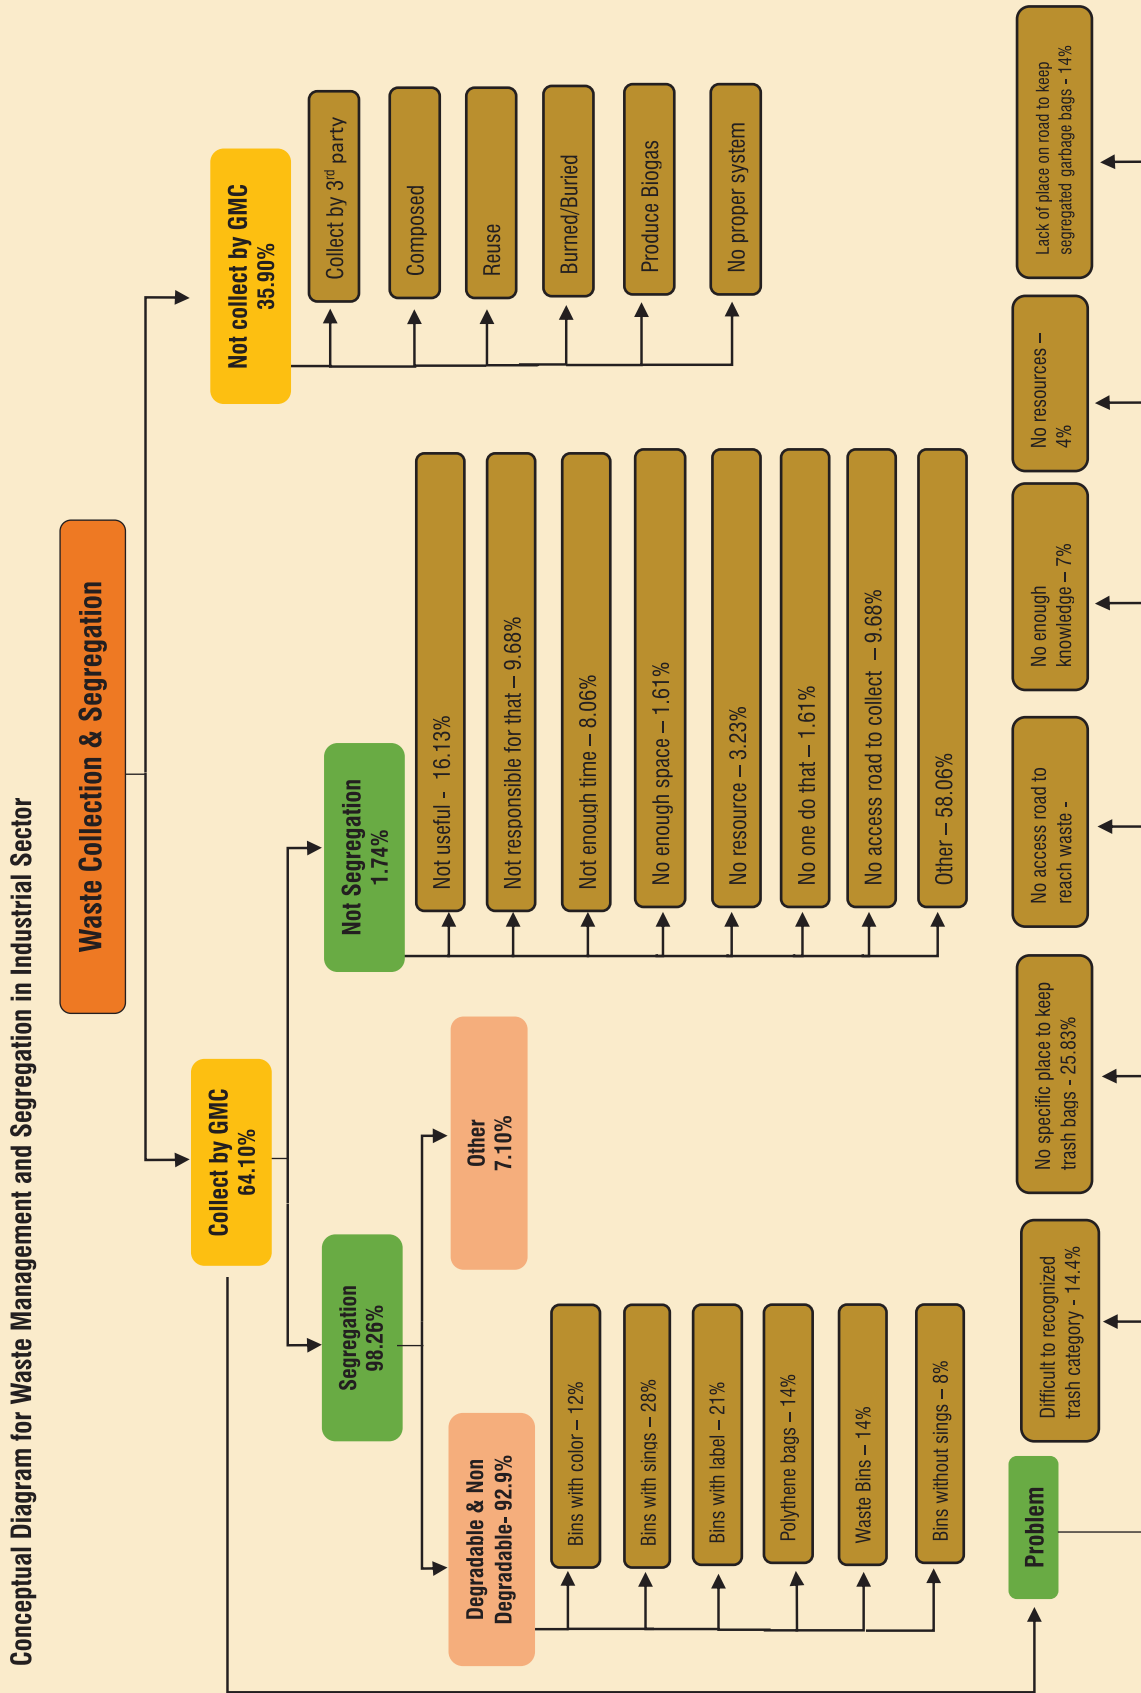 Conceptual Diagram for Waste Management and Segregation in Industrial Sector
Waste Collection & Segregation
Collect by GMC
64.10%
Not collect by GMC
35.90%
Segregation
98.26%
Not Segregation
1.74%
Degradable & Non
Degradable- 92.9%
Other
7.10%
Bins with color – 12%
Bins with sings – 28%
Bins with label – 21%
Polythene bags – 14%
Waste Bins – 14%
Bins without sings – 8%
Not useful - 16.13%
Not responsible for that – 9.68%
Not enough time – 8.06%
No enough space – 1.61%
No resource – 3.23%
No one do that – 1.61%
No access road to collect – 9.68%
Other – 58.06%
Collect by 3rd party
Composed
Reuse
Burned/Buried
Produce Biogas
No proper system
Problem
Difficult to recognized
trash category - 14.4%
No specific place to keep
trash bags - 25.83%
No access road to
reach waste -
No enough
knowledge – 7%
No resources –
4%
Lack of place on road to keep
segregated garbage bags - 14%